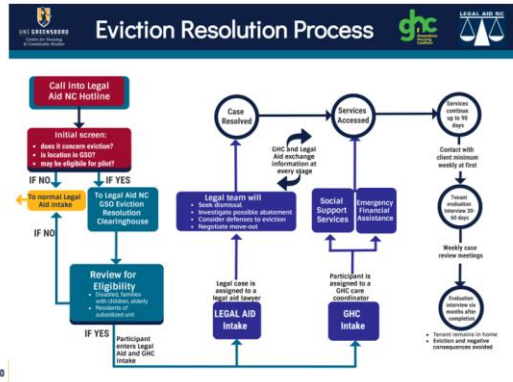 UNC GREENSBORO
Center for Housing
& Community Studies
Eviction Resolution Process
ghc
Greensboro
Housing
Coalition
LEGAL AID NC
Call into Legal
Aid NC Hotline
Initial screen:
• does it concern eviction?
• is location in GSO?
• may be eligible for pilot?
IF NO
IF YES
To normal Legal
Aid Intake
To Legal Aid NC
GSO Eviction
Resolution
Clearinghouse
IF NO
Review for
Eligibility
• Disabled, families
with children, elderly
• Residents of
subsidized unit
IF YES
Participant
enters Legal
Aid and GHC
intake
Case
Resolved
GHC and Legal
Aid exchange
information at
every stage
Legal team will
• Seek dismissal
• Investigate possible abatement
• Consider defenses to eviction
• Negotiate move-out
Legal case is
assigned to a
legal aid lawyer
LEGAL AID
Intake
Services
Accessed
Social
Support
Services
Emergency
Financial
Assistance
Participant is
assigned to a
GHC care
coordinator
GHC
Intake
Services
continue
up to 90
days
Contact with
client minimum
weekly at first
Tenant
evaluation
interview 30-
60 days
Weekly case
review meetings
Evaluation
interview six
months after
completion
• Tenant remains in home
• Eviction and negative
consequences avoided